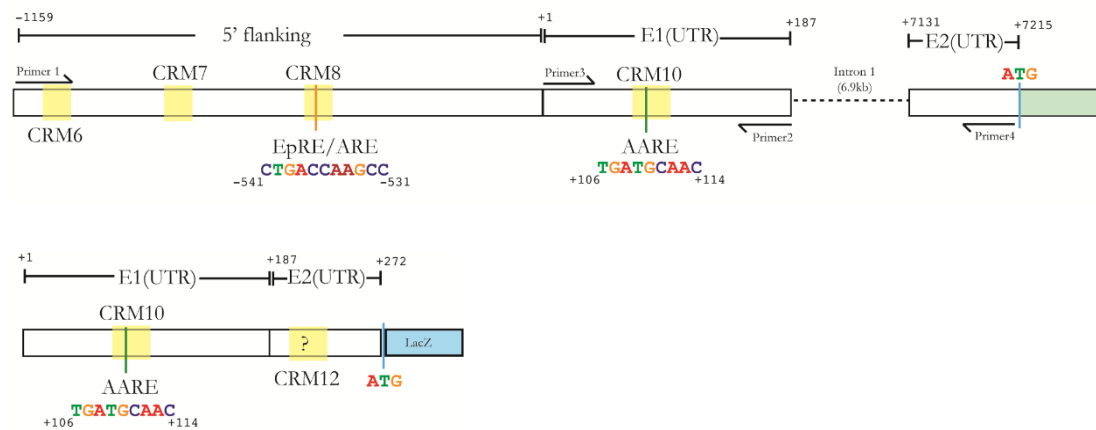 −1159 +1 +187 +7131 +7215
5' flanking E1(UTR) E2(UTR)
Primer 1 CRM7 CRM8 Primer3 CRM10 Intron 1 ATG
(6.9kb)
CRM6 EpRE/ARE AARE Primer2 Primer4
CTGACCAAGCC TGATGCAAC
−541 −531 +106 +114
+1 +187 +272
E1(UTR) E2(UTR)
CRM10
? LacZ
AARE CRM12 ATG
TGATGCAAC
+106 +114